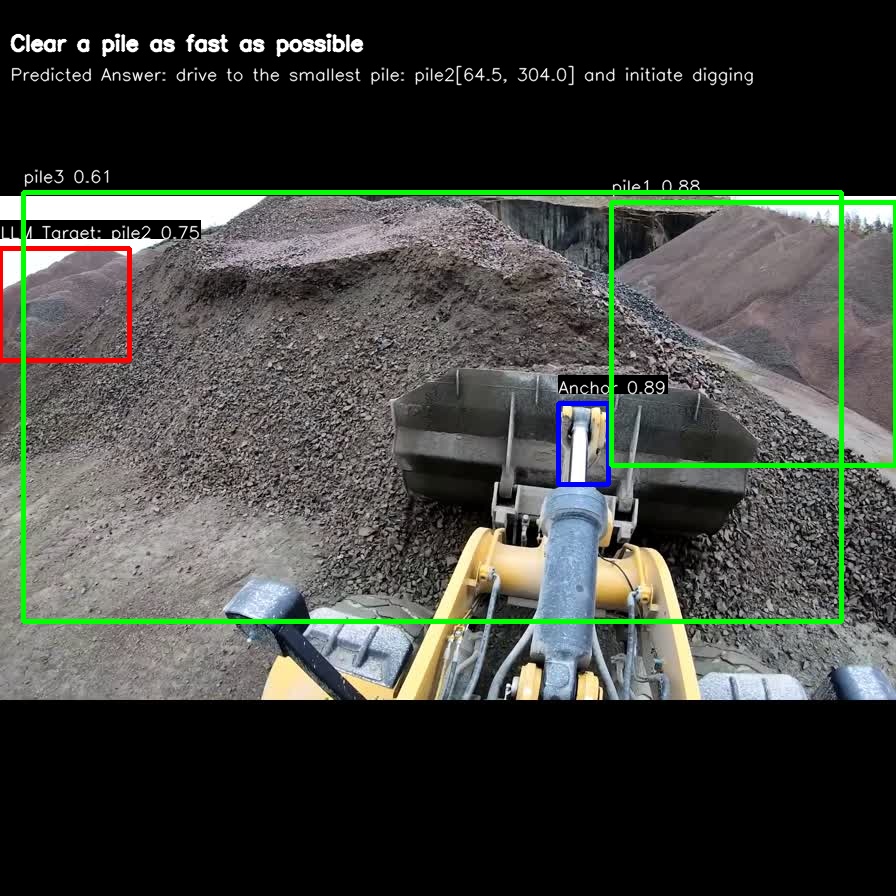 Clear a pile as fast as possible
Predicted Answer: drive to the smallest pile: pile2[64.5, 304.0] and initiate digging
pile3 0.61
pile1 0.88
LLM Target: pile2 0.75
Anchor 0.89